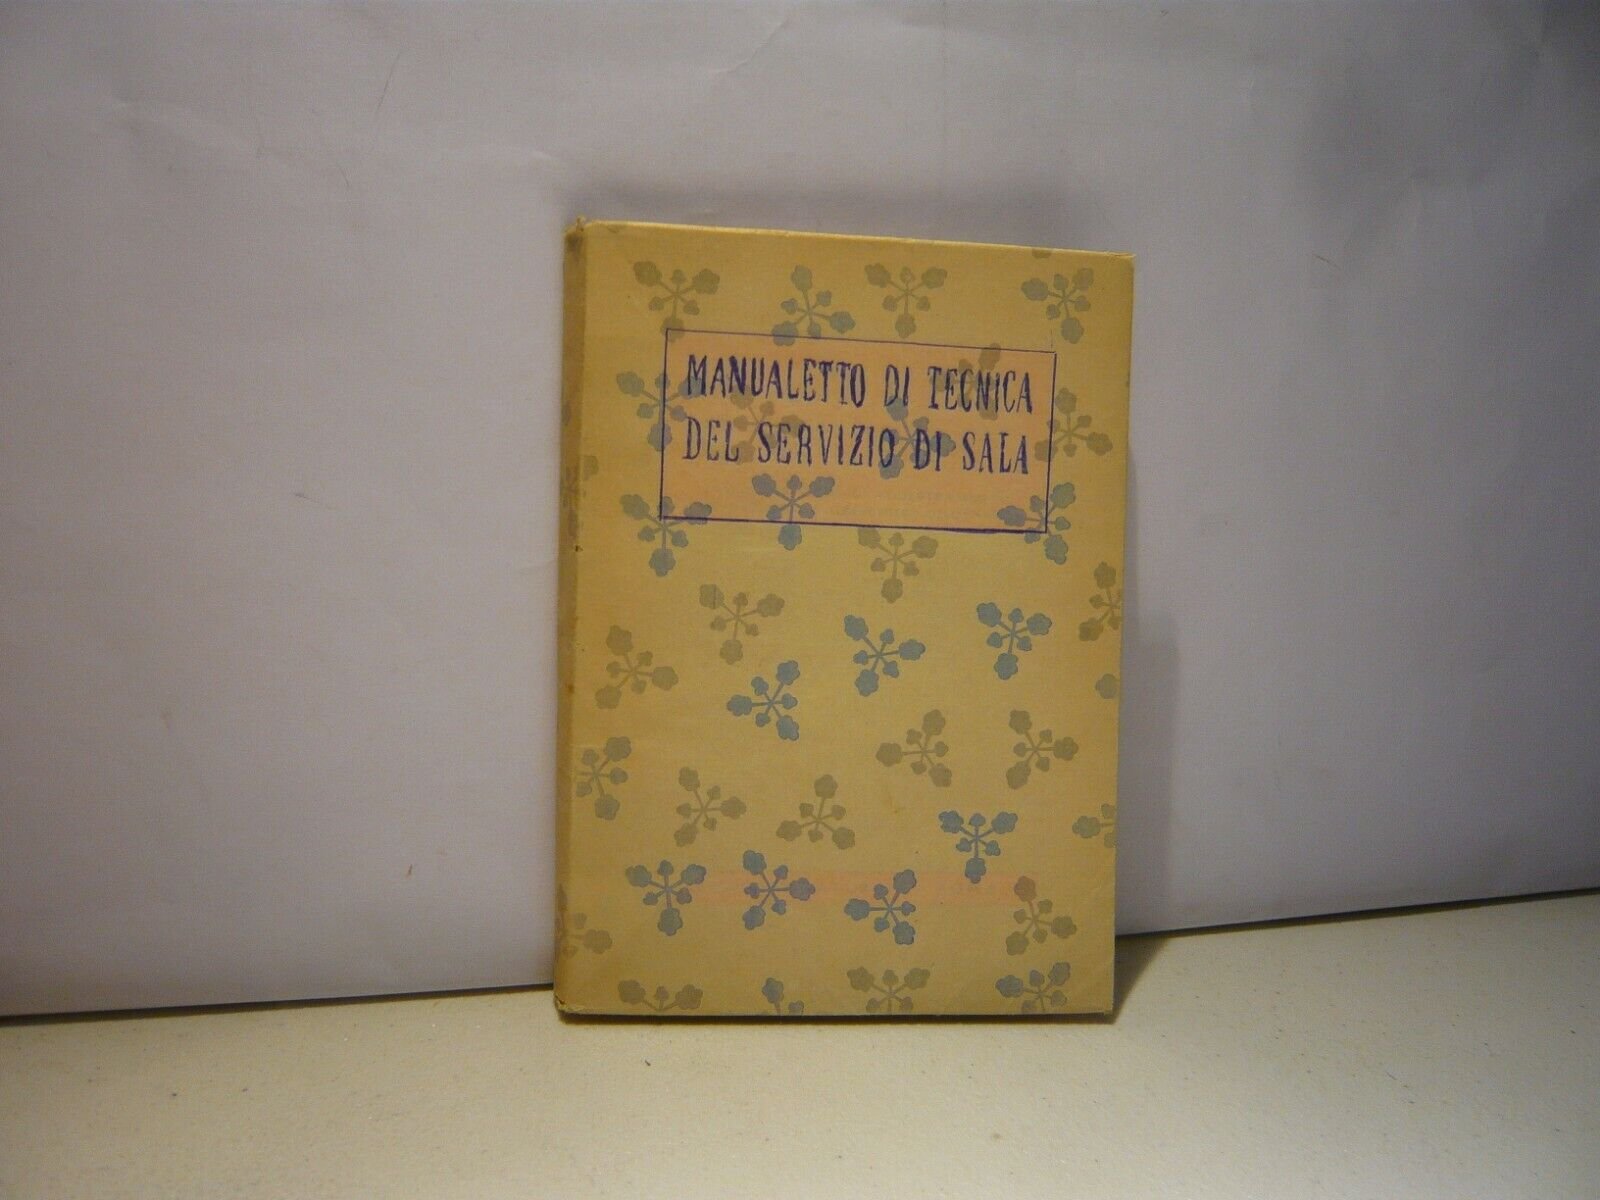 MANUALETTO DI TECNICA
DEL SERVIZIO DI SALA